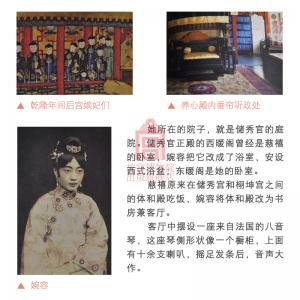 ▲ 乾隆年间后宫嫔妃们
▲ 养心殿内垂帘听政处
她所在的院子，就是储秀宫的庭
院。储秀宫正殿的西暖阁曾经是慈禧
的卧室，婉容把它改成了浴室，安设
西式浴盆；东暖阁是她的卧室。
慈禧原来在储秀宫和栩坤宫之间
的体和殿吃饭，婉容将体和殿改为书
房兼客厅。
客厅中摆设一座来自法国的八音
琴，这座琴侧形状像一个橱柜，上面
有十余支喇叭，摇足发条后，音声大
作。
▲ 婉容